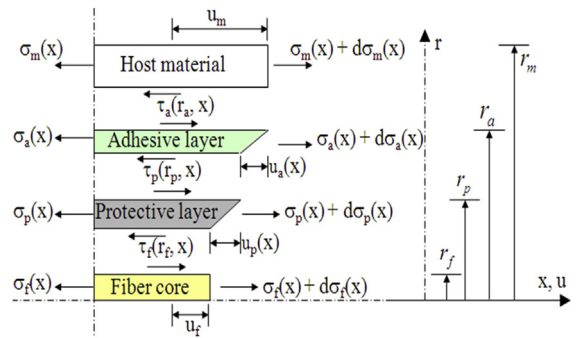 u_m
σ_m(x) σ_m(x) + dσ_m(x) r r_m
Host material
τ_a(r_a, x)
σ_a(x) Adhesive layer σ_a(x) + dσ_a(x) r_a
τ_p(r_p, x) u_a(x)
σ_p(x) Protective layer σ_p(x) + dσ_p(x) r_p
τ_f(r_f, x) u_p(x)
σ_f(x) Fiber core σ_f(x) + dσ_f(x) r_f x, u
u_f